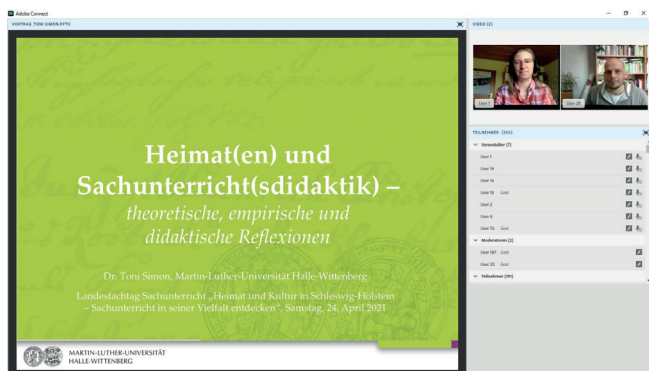 Adobe Connect
VORTRAG TONI SIMON.PPTX
Heimat(en) und
Sachunterricht(sdidaktik) –
theoretische, empirische und
didaktische Reflexionen
Dr. Toni Simon, Martin-Luther-Universität Halle-Wittenberg
Landesfachtag Sachunterricht „Heimat und Kultur in Schleswig-Holstein
– Sachunterricht in seiner Vielfalt entdecken“, Samstag, 24. April 2021
MARTIN-LUTHER-UNIVERSITÄT
HALLE-WITTENBERG
VIDEO (2)
User 1
User 20
TEILNEHMER (200)
Veranstalter (7)
User 1
User 14
User 16
User 18 Gast
User 2
User 6
User 76 Gast
Moderatoren (2)
User 189 Gast
User 20 Gast
Teilnehmer (191)